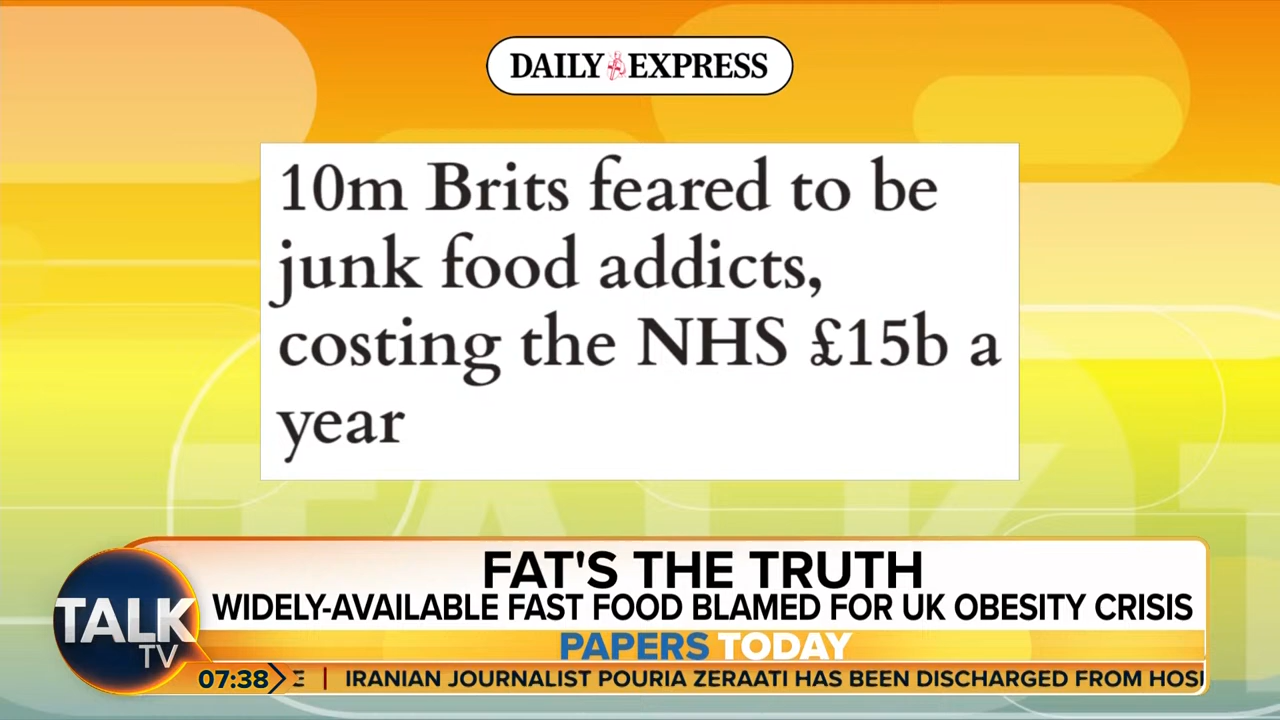 DAILY EXPRESS
10m Brits feared to be
junk food addicts,
costing the NHS £15b a
year
FAT'S THE TRUTH
WIDELY-AVAILABLE FAST FOOD BLAMED FOR UK OBESITY CRISIS
PAPERS TODAY
TALK
TV
07:38
IRANIAN JOURNALIST POURIA ZERAATI HAS BEEN DISCHARGED FROM